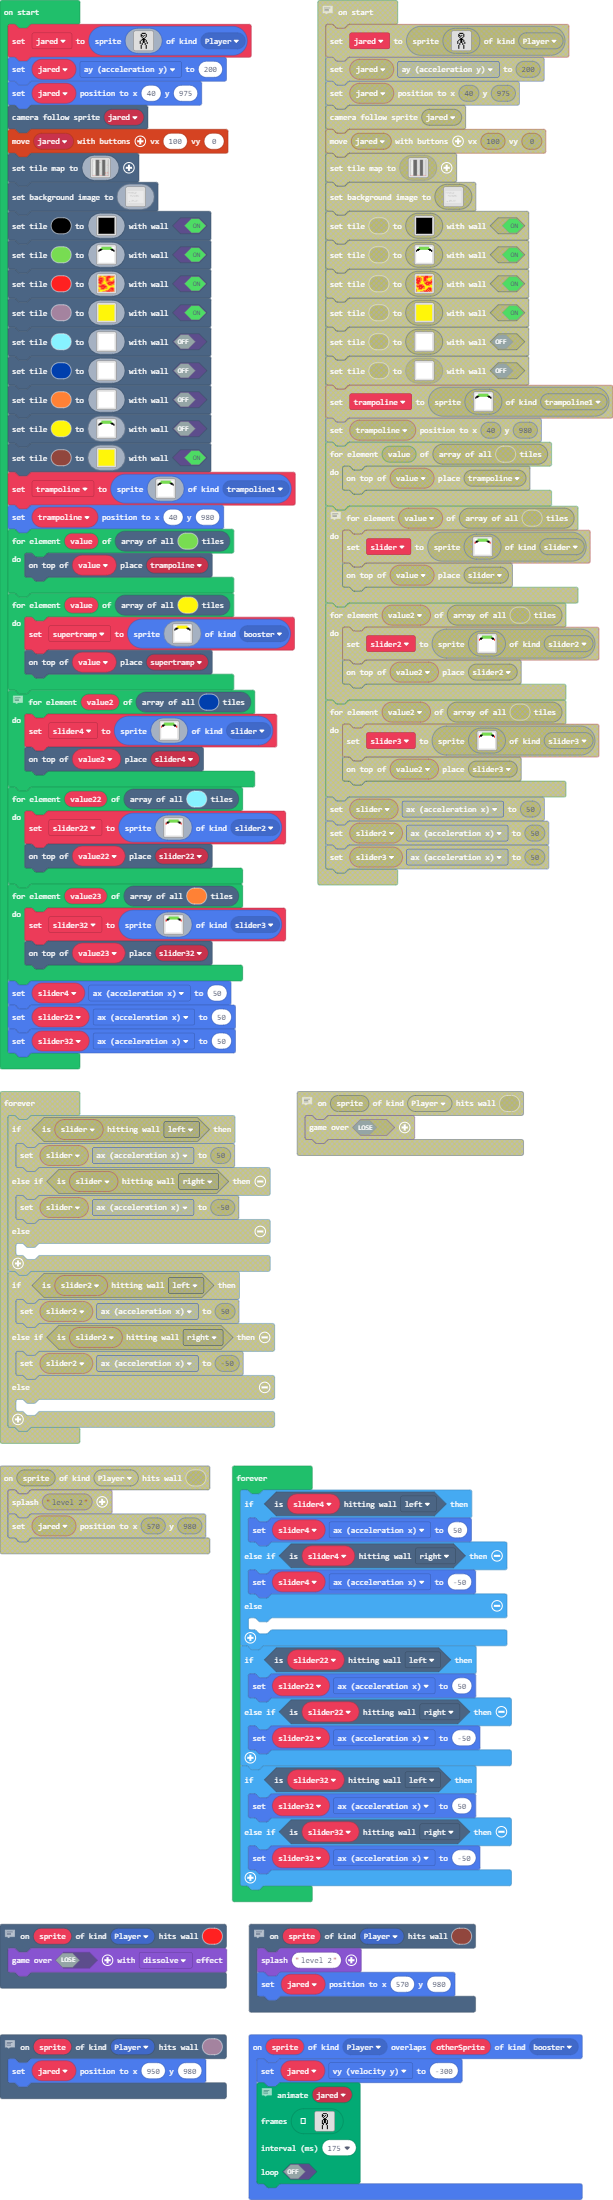 on start
set jared to sprite of kind Player
set jared ay (acceleration y) to 200
set jared position to x 40 y 975
camera follow sprite jared
move jared with buttons vx 100 vy 0
set tile map to
set background image to
set tile to with wall ON
set tile to with wall ON
set tile to with wall ON
set tile to with wall ON
set tile to with wall OFF
set tile to with wall OFF
set tile to with wall OFF
set tile to with wall OFF
set tile to with wall ON
set trampoline to sprite of kind trampoline1
set trampoline position to x 40 y 980
for element value of array of all tiles
do
on top of value place trampoline
for element value of array of all tiles
do
set supertramp to sprite of kind booster
on top of value place supertramp
for element value2 of array of all tiles
do
set slider4 to sprite of kind slider
on top of value2 place slider4
for element value22 of array of all tiles
do
set slider22 to sprite of kind slider2
on top of value22 place slider22
for element value23 of array of all tiles
do
set slider32 to sprite of kind slider3
on top of value23 place slider32
set slider4 ax (acceleration x) to 50
set slider22 ax (acceleration x) to 50
set slider32 ax (acceleration x) to 50
on start
set jared to sprite of kind Player
set jared ay (acceleration y) to 200
set jared position to x 40 y 975
camera follow sprite jared
move jared with buttons vx 100 vy 0
set tile map to
set background image to
set tile to with wall ON
set tile to with wall ON
set tile to with wall ON
set tile to with wall ON
set tile to with wall OFF
set tile to with wall OFF
set trampoline to sprite of kind trampoline1
set trampoline position to x 40 y 980
for element value of array of all tiles
do
on top of value place trampoline
for element value of array of all tiles
do
set slider to sprite of kind slider
on top of value place slider
for element value2 of array of all tiles
do
set slider2 to sprite of kind slider2
on top of value2 place slider2
for element value2 of array of all tiles
do
set slider3 to sprite of kind slider3
on top of value2 place slider3
set slider ax (acceleration x) to 50
set slider2 ax (acceleration x) to 50
set slider3 ax (acceleration x) to 50
forever
if is slider hitting wall left then
set slider ax (acceleration x) to 50
else if is slider hitting wall right then
set slider ax (acceleration x) to -50
else
if is slider2 hitting wall left then
set slider2 ax (acceleration x) to 50
else if is slider2 hitting wall right then
set slider2 ax (acceleration x) to -50
else
on sprite of kind Player hits wall
game over LOSE
on sprite of kind Player hits wall
splash "level 2"
set jared position to x 570 y 980
forever
if is slider4 hitting wall left then
set slider4 ax (acceleration x) to 50
else if is slider4 hitting wall right then
set slider4 ax (acceleration x) to -50
else
if is slider22 hitting wall left then
set slider22 ax (acceleration x) to 50
else if is slider22 hitting wall right then
set slider22 ax (acceleration x) to -50
if is slider32 hitting wall left then
set slider32 ax (acceleration x) to 50
else if is slider32 hitting wall right then
set slider32 ax (acceleration x) to -50
on sprite of kind Player hits wall
game over LOSE with dissolve effect
on sprite of kind Player hits wall
splash "level 2"
set jared position to x 570 y 980
on sprite of kind Player hits wall
set jared position to x 950 y 980
on sprite of kind Player overlaps otherSprite of kind booster
set jared vy (velocity y) to -300
animate jared
frames
interval (ms) 175
loop OFF